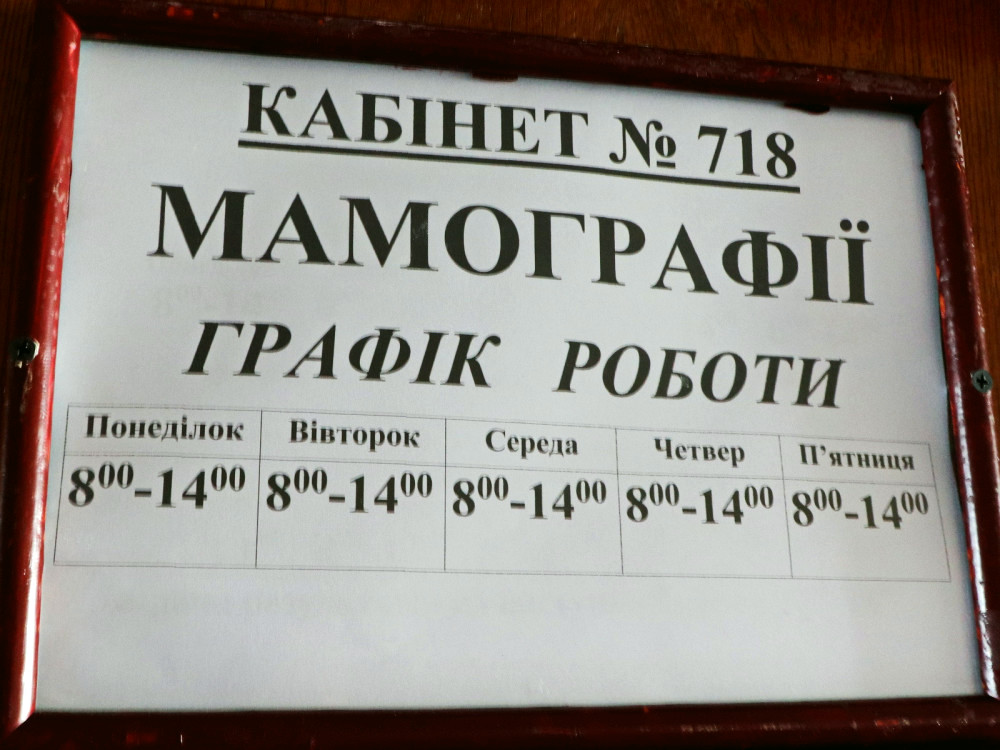 КАБІНЕТ № 718
МАМОГРАФІЇ
ГРАФІК РОБОТИ
Понеділок Вівторок Середа Четвер П’ятниця
8⁰⁰-14⁰⁰ 8⁰⁰-14⁰⁰ 8⁰⁰-14⁰⁰ 8⁰⁰-14⁰⁰ 8⁰⁰-14⁰⁰